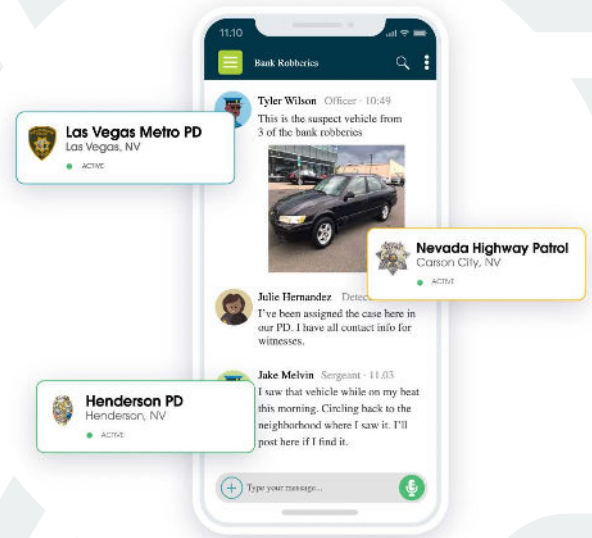 11.10
Bank Robberies
Tyler Wilson Officer · 10:49
This is the suspect vehicle from
3 of the bank robberies
Las Vegas Metro PD
Las Vegas, NV
ACTIVE
Nevada Highway Patrol
Carson City, NV
ACTIVE
Julie Hernandez
I've been assigned the case here in
our PD. I have all contact info for
witnesses.
Jake Melvin Sergeant · 11.03
I saw that vehicle while on my beat
this morning. Circling back to the
neighborhood where I saw it. I'll
post here if I find it.
Henderson PD
Henderson, NV
ACTIVE
Type your message...